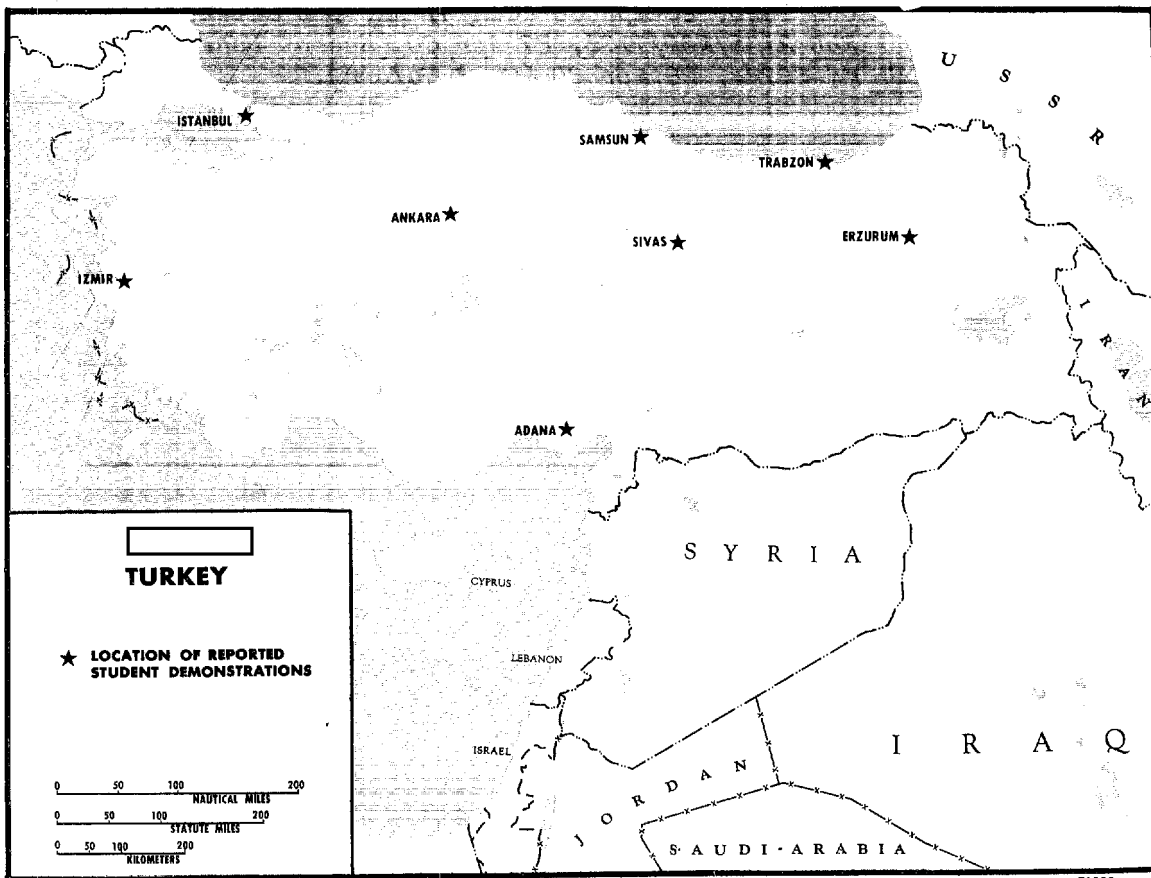 U S S R
ISTANBUL
SAMSUN
TRABZON
ANKARA
SIVAS
ERZURUM
IZMIR
IRAN
ADANA
SYRIA
CYPRUS
LEBANON
ISRAEL
IRAQ
JORDAN
SAUDI-ARABIA
TURKEY
LOCATION OF REPORTED
STUDENT DEMONSTRATIONS
0 50 100 200
NAUTICAL MILES
0 50 100 200
STATUTE MILES
0 50 100 200
KILOMETERS